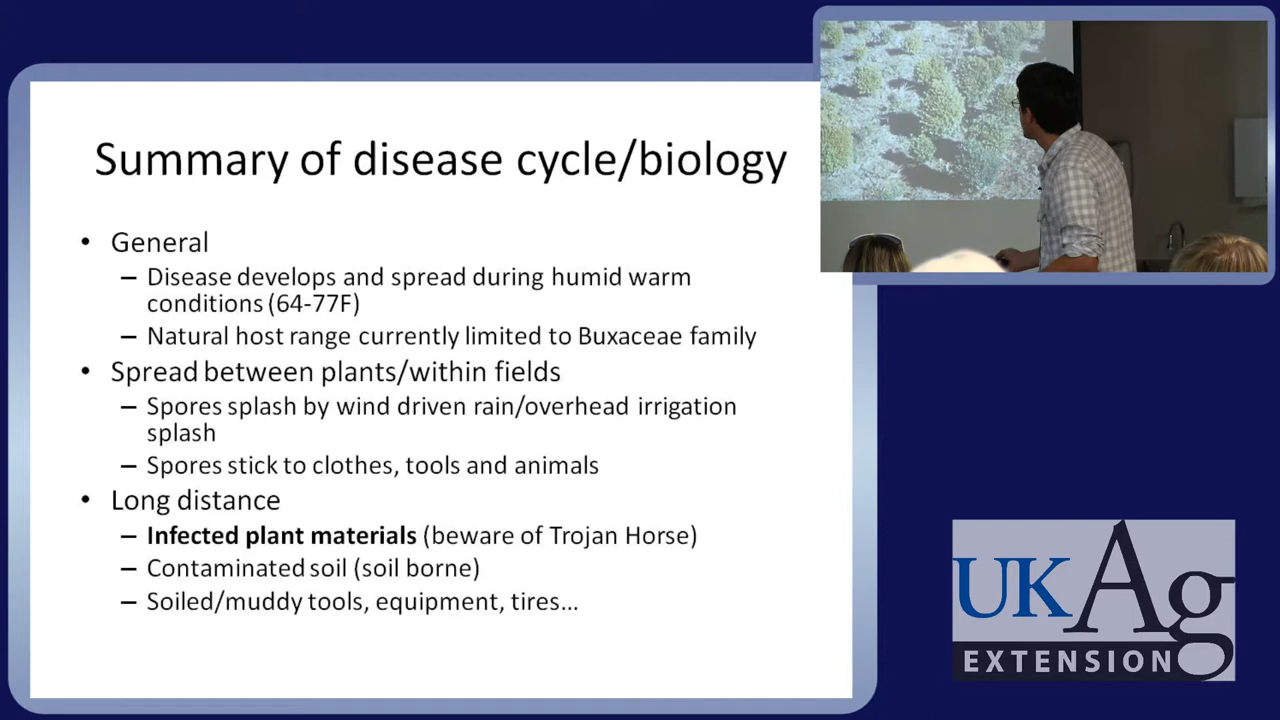 Summary of disease cycle/biology
• General
– Disease develops and spread during humid warm
conditions (64-77F)
– Natural host range currently limited to Buxaceae family
• Spread between plants/within fields
– Spores splash by wind driven rain/overhead irrigation
splash
– Spores stick to clothes, tools and animals
• Long distance
– Infected plant materials (beware of Trojan Horse)
– Contaminated soil (soil borne)
– Soiled/muddy tools, equipment, tires…
UKAg
EXTENSION